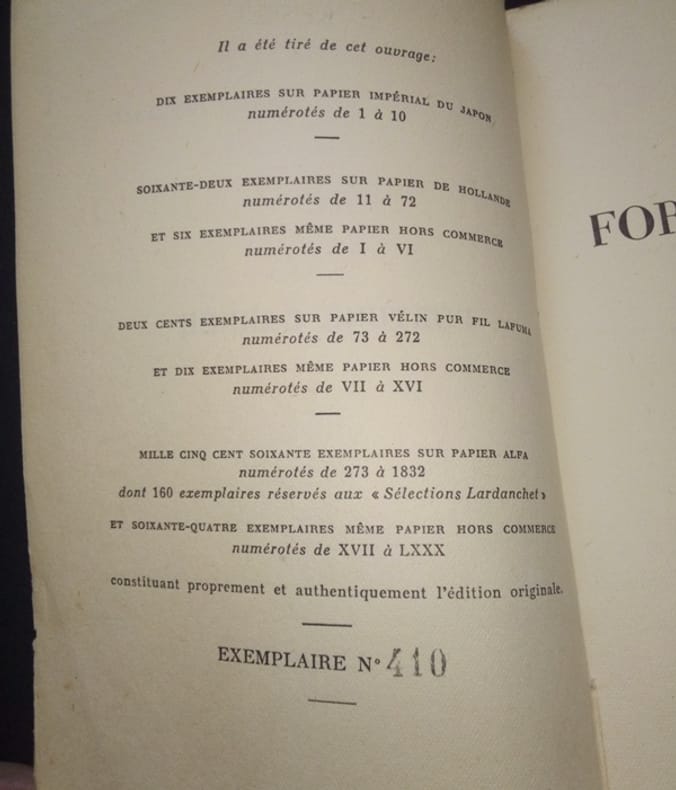 Il a été tiré de cet ouvrage:
DIX EXEMPLAIRES SUR PAPIER IMPÉRIAL DU JAPON
numérotés de 1 à 10
SOIXANTE-DEUX EXEMPLAIRES SUR PAPIER DE HOLLANDE
numérotés de 11 à 72
ET SIX EXEMPLAIRES MÊME PAPIER HORS COMMERCE
numérotés de I à VI
DEUX CENTS EXEMPLAIRES SUR PAPIER VÉLIN PUR FIL LAFUMA
numérotés de 73 à 272
ET DIX EXEMPLAIRES MÊME PAPIER HORS COMMERCE
numérotés de VII à XVI
MILLE CINQ CENT SOIXANTE EXEMPLAIRES SUR PAPIER ALFA
numérotés de 273 à 1832
dont 160 exemplaires réservés aux « Sélections Lardanchet »
ET SOIXANTE-QUATRE EXEMPLAIRES MÊME PAPIER HORS COMMERCE
numérotés de XVII à LXXX
constituant proprement et authentiquement l'édition originale.
EXEMPLAIRE N° 410